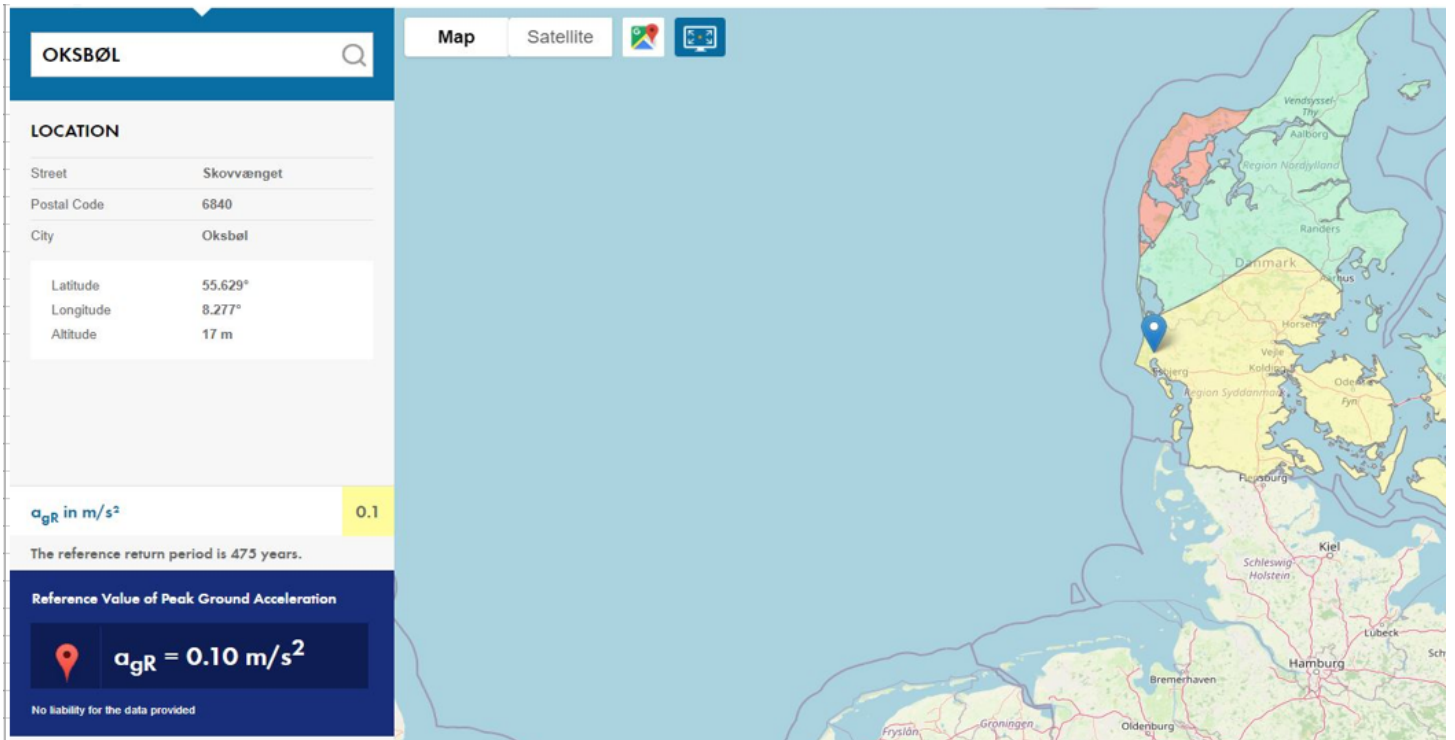 OKSBØL
Map
Satellite
LOCATION
Street Skovvænget
Postal Code 6840
City Oksbøl
Latitude 55.629°
Longitude 8.277°
Altitude 17 m
agR in m/s² 0.1
The reference return period is 475 years.
Reference Value of Peak Ground Acceleration
agR = 0.10 m/s²
No liability for the data provided
Vendsyssel-
Thy
Aalborg
Region Nordjylland
Randers
Danmark
Aarhus
Horsens
Vejle
Kolding
Esbjerg
Region Syddanmark
Fyn
Flensburg
Kiel
Schleswig
Holstein
Lübeck
Sch
Hamburg
Bremerhaven
Groningen
Fryslân
Oldenburg